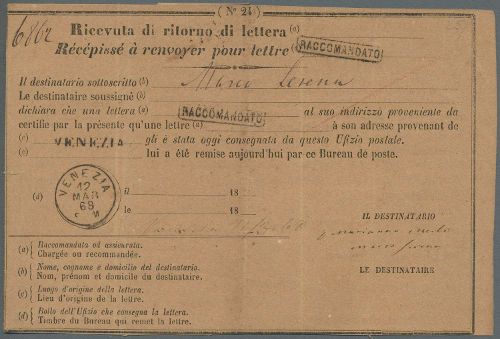 (N.º 24)
6862
Ricevuta di ritorno di lettera (a)
Récépissé à renvoyer pour lettre (a)
RACCOMANDATO
Il destinatario sottoscritto (b)
Le destinataire soussigné (b)
dichiara che una lettera (a) RACCOMANDATO al suo indirizzo proveniente da
certifie par la présente qu'une lettre (a) à son adresse provenant de
(c) VENEZIA gli è stata oggi consegnata da questo Ufizio postale.
(c) lui a été remise aujourd'hui par ce Bureau de poste.
(d) VENEZIA 12 MAR 69
il 18
le 18
IL DESTINATARIO
LE DESTINATAIRE
(a) Raccomandata od assicurata.
Chargée ou recommandée.
(b) Nome, cognome e domicilio del destinatario.
Nom, prénom et domicile du destinataire.
(c) Luogo d'origine della lettera.
Lieu d'origine de la lettre.
(d) Bollo dell'Ufizio che consegna la lettera.
Timbre du Bureau qui remet la lettre.